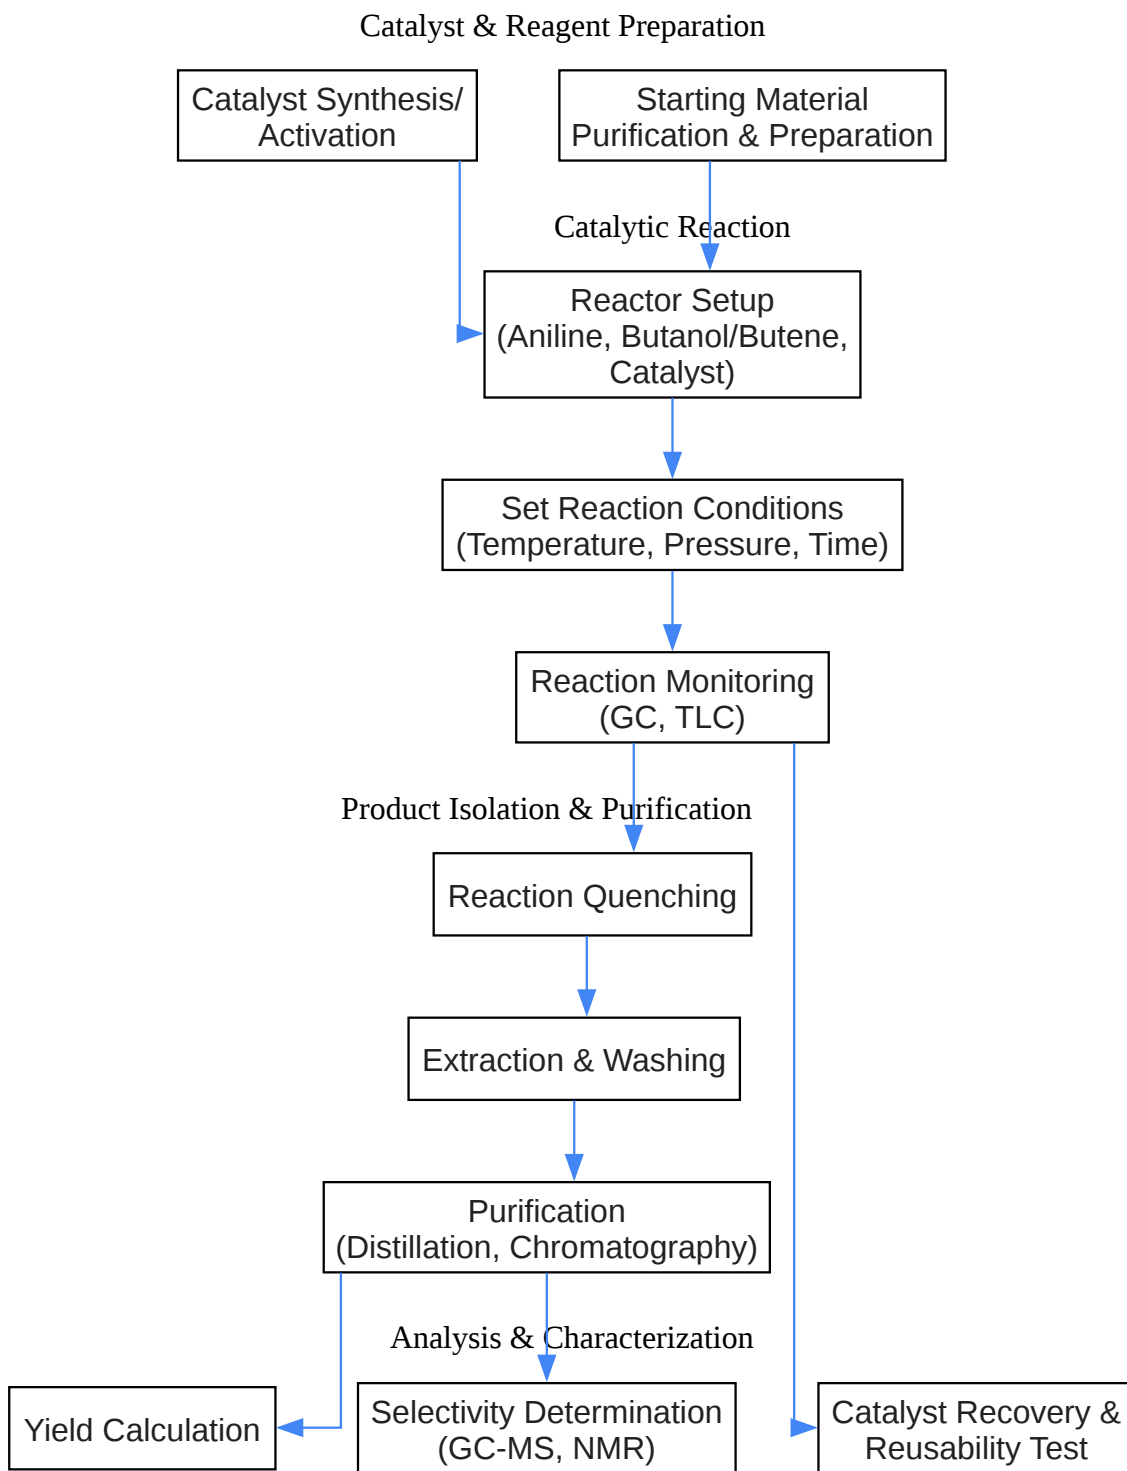 Catalyst & Reagent Preparation
Catalyst Synthesis/
Activation
Starting Material
Purification & Preparation
Catalytic Reaction
Reactor Setup
(Aniline, Butanol/Butene,
Catalyst)
Set Reaction Conditions
(Temperature, Pressure, Time)
Reaction Monitoring
(GC, TLC)
Product Isolation & Purification
Reaction Quenching
Extraction & Washing
Purification
(Distillation, Chromatography)
Analysis & Characterization
Yield Calculation
Selectivity Determination
(GC-MS, NMR)
Catalyst Recovery &
Reusability Test